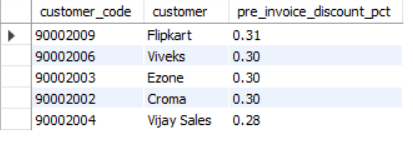 customer_code customer pre_invoice_discount_pct
90002009 Flipkart 0.31
90002006 Viveks 0.30
90002003 Ezone 0.30
90002002 Croma 0.30
90002004 Vijay Sales 0.28